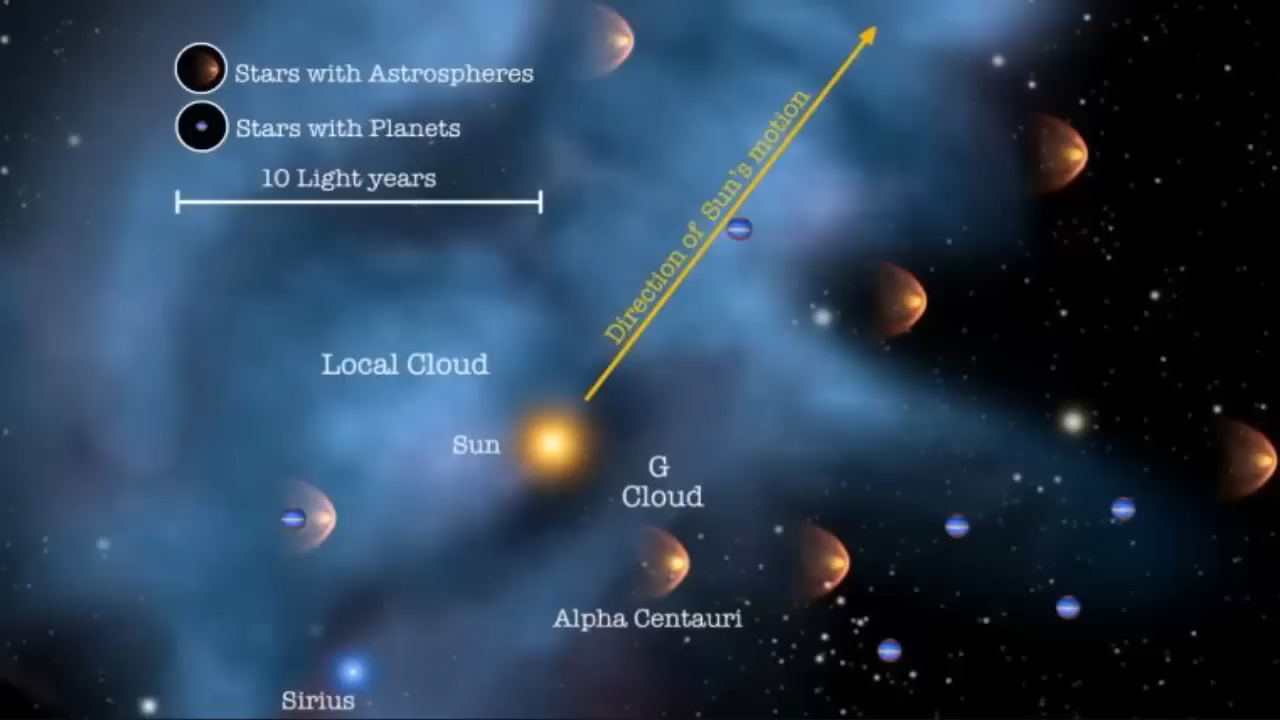 Stars with Astrospheres
Stars with Planets
10 Light years
Direction of Sun's motion
Local Cloud
Sun
G
Cloud
Alpha Centauri
Sirius